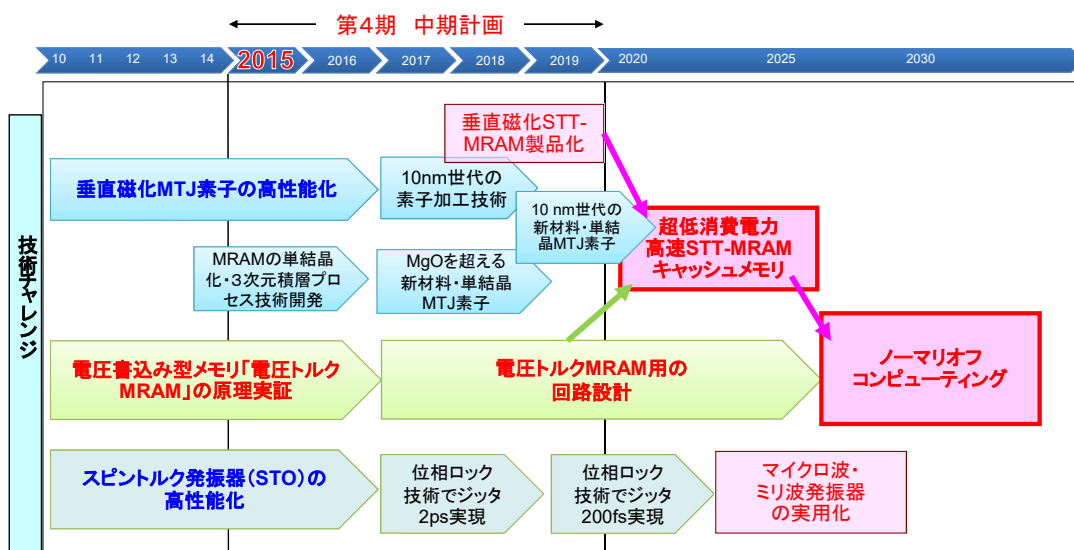 第4期 中期計画
10 11 12 13 14 2015 2016 2017 2018 2019 2020 2025 2030
技術チャレンジ
垂直磁化STT-
MRAM製品化
垂直磁化MTJ素子の高性能化
10nm世代の
素子加工技術
10 nm世代の
新材料・単結
晶MTJ素子
超低消費電力
高速STT-MRAM
キャッシュメモリ
MRAMの単結晶
化・3次元積層プロ
セス技術開発
MgOを超える
新材料・単結晶
MTJ素子
電圧書込み型メモリ「電圧トルク
MRAM」の原理実証
電圧トルクMRAM用の
回路設計
ノーマリオフ
コンピューティング
スピントルク発振器(STO)の
高性能化
位相ロック
技術でジッタ
2ps実現
位相ロック
技術でジッタ
200fs実現
マイクロ波・
ミリ波発振器
の実用化